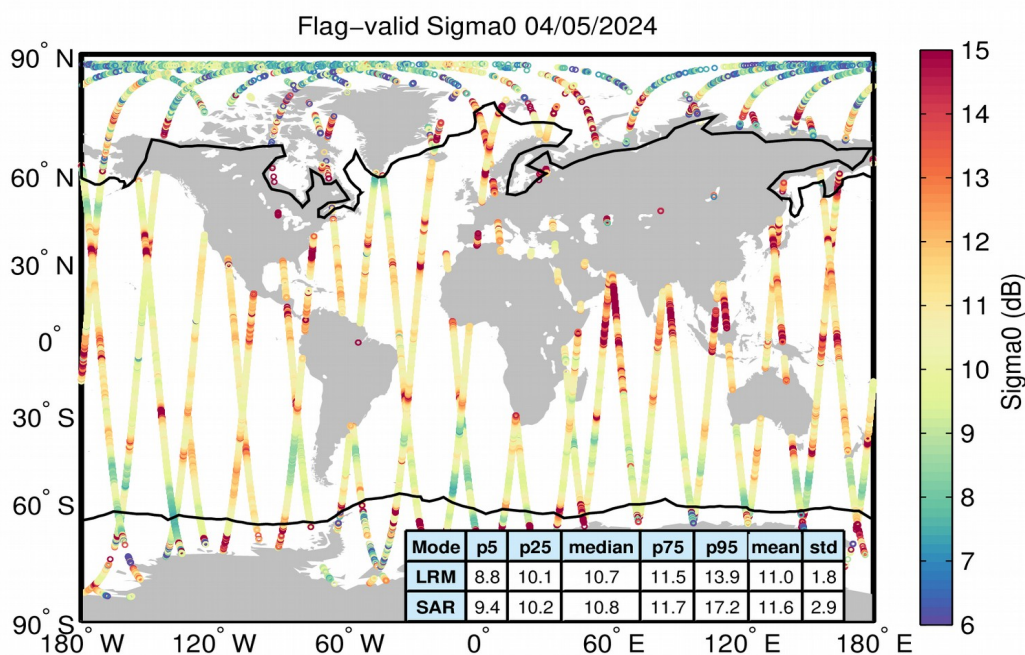 Flag−valid Sigma0 04/05/2024
90° N
60° N
30° N
0°
30° S
60° S
90° S
180° W
120° W
60° W
0°
60° E
120° E
180° E
15
14
13
12
11
10
9
8
7
6
Sigma0 (dB)
Mode p5 p25 median p75 p95 mean std
LRM 8.8 10.1 10.7 11.5 13.9 11.0 1.8
SAR 9.4 10.2 10.8 11.7 17.2 11.6 2.9